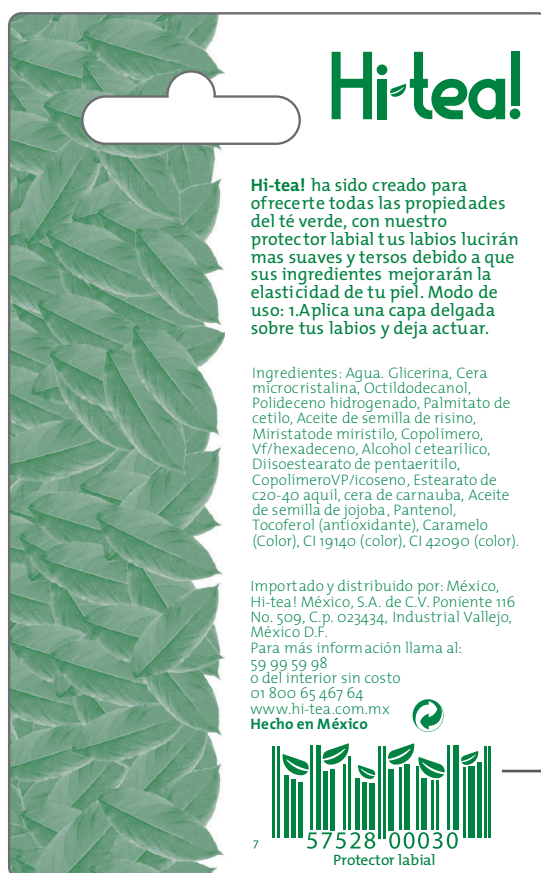 Hi-tea!
Hi-tea! ha sido creado para
ofrecerte todas las propiedades
del té verde, con nuestro
protector labial tus labios lucirán
mas suaves y tersos debido a que
sus ingredientes mejorarán la
elasticidad de tu piel. Modo de
uso: 1.Aplica una capa delgada
sobre tus labios y deja actuar.
Ingredientes: Agua. Glicerina, Cera
microcristalina, Octildodecanol,
Polideceno hidrogenado, Palmitato de
cetilo, Aceite de semilla de risino,
Miristatode miristilo, Copolímero,
Vf/hexadeceno, Alcohol cetearílico,
Diisoestearato de pentaeritilo,
CopolímeroVP/icoseno, Estearato de
c20-40 aquil, cera de carnauba, Aceite
de semilla de jojoba, Pantenol,
Tocoferol (antioxidante), Caramelo
(Color), CI 19140 (color), CI 42090 (color).
Importado y distribuido por: México,
Hi-tea! México, S.A. de C.V. Poniente 116
No. 509, C.p. 023434, Industrial Vallejo,
México D.F.
Para más información llama al:
59 99 59 98
o del interior sin costo
01 800 65 467 64
www.hi-tea.com.mx
Hecho en México
7 57528 00030
Protector labial